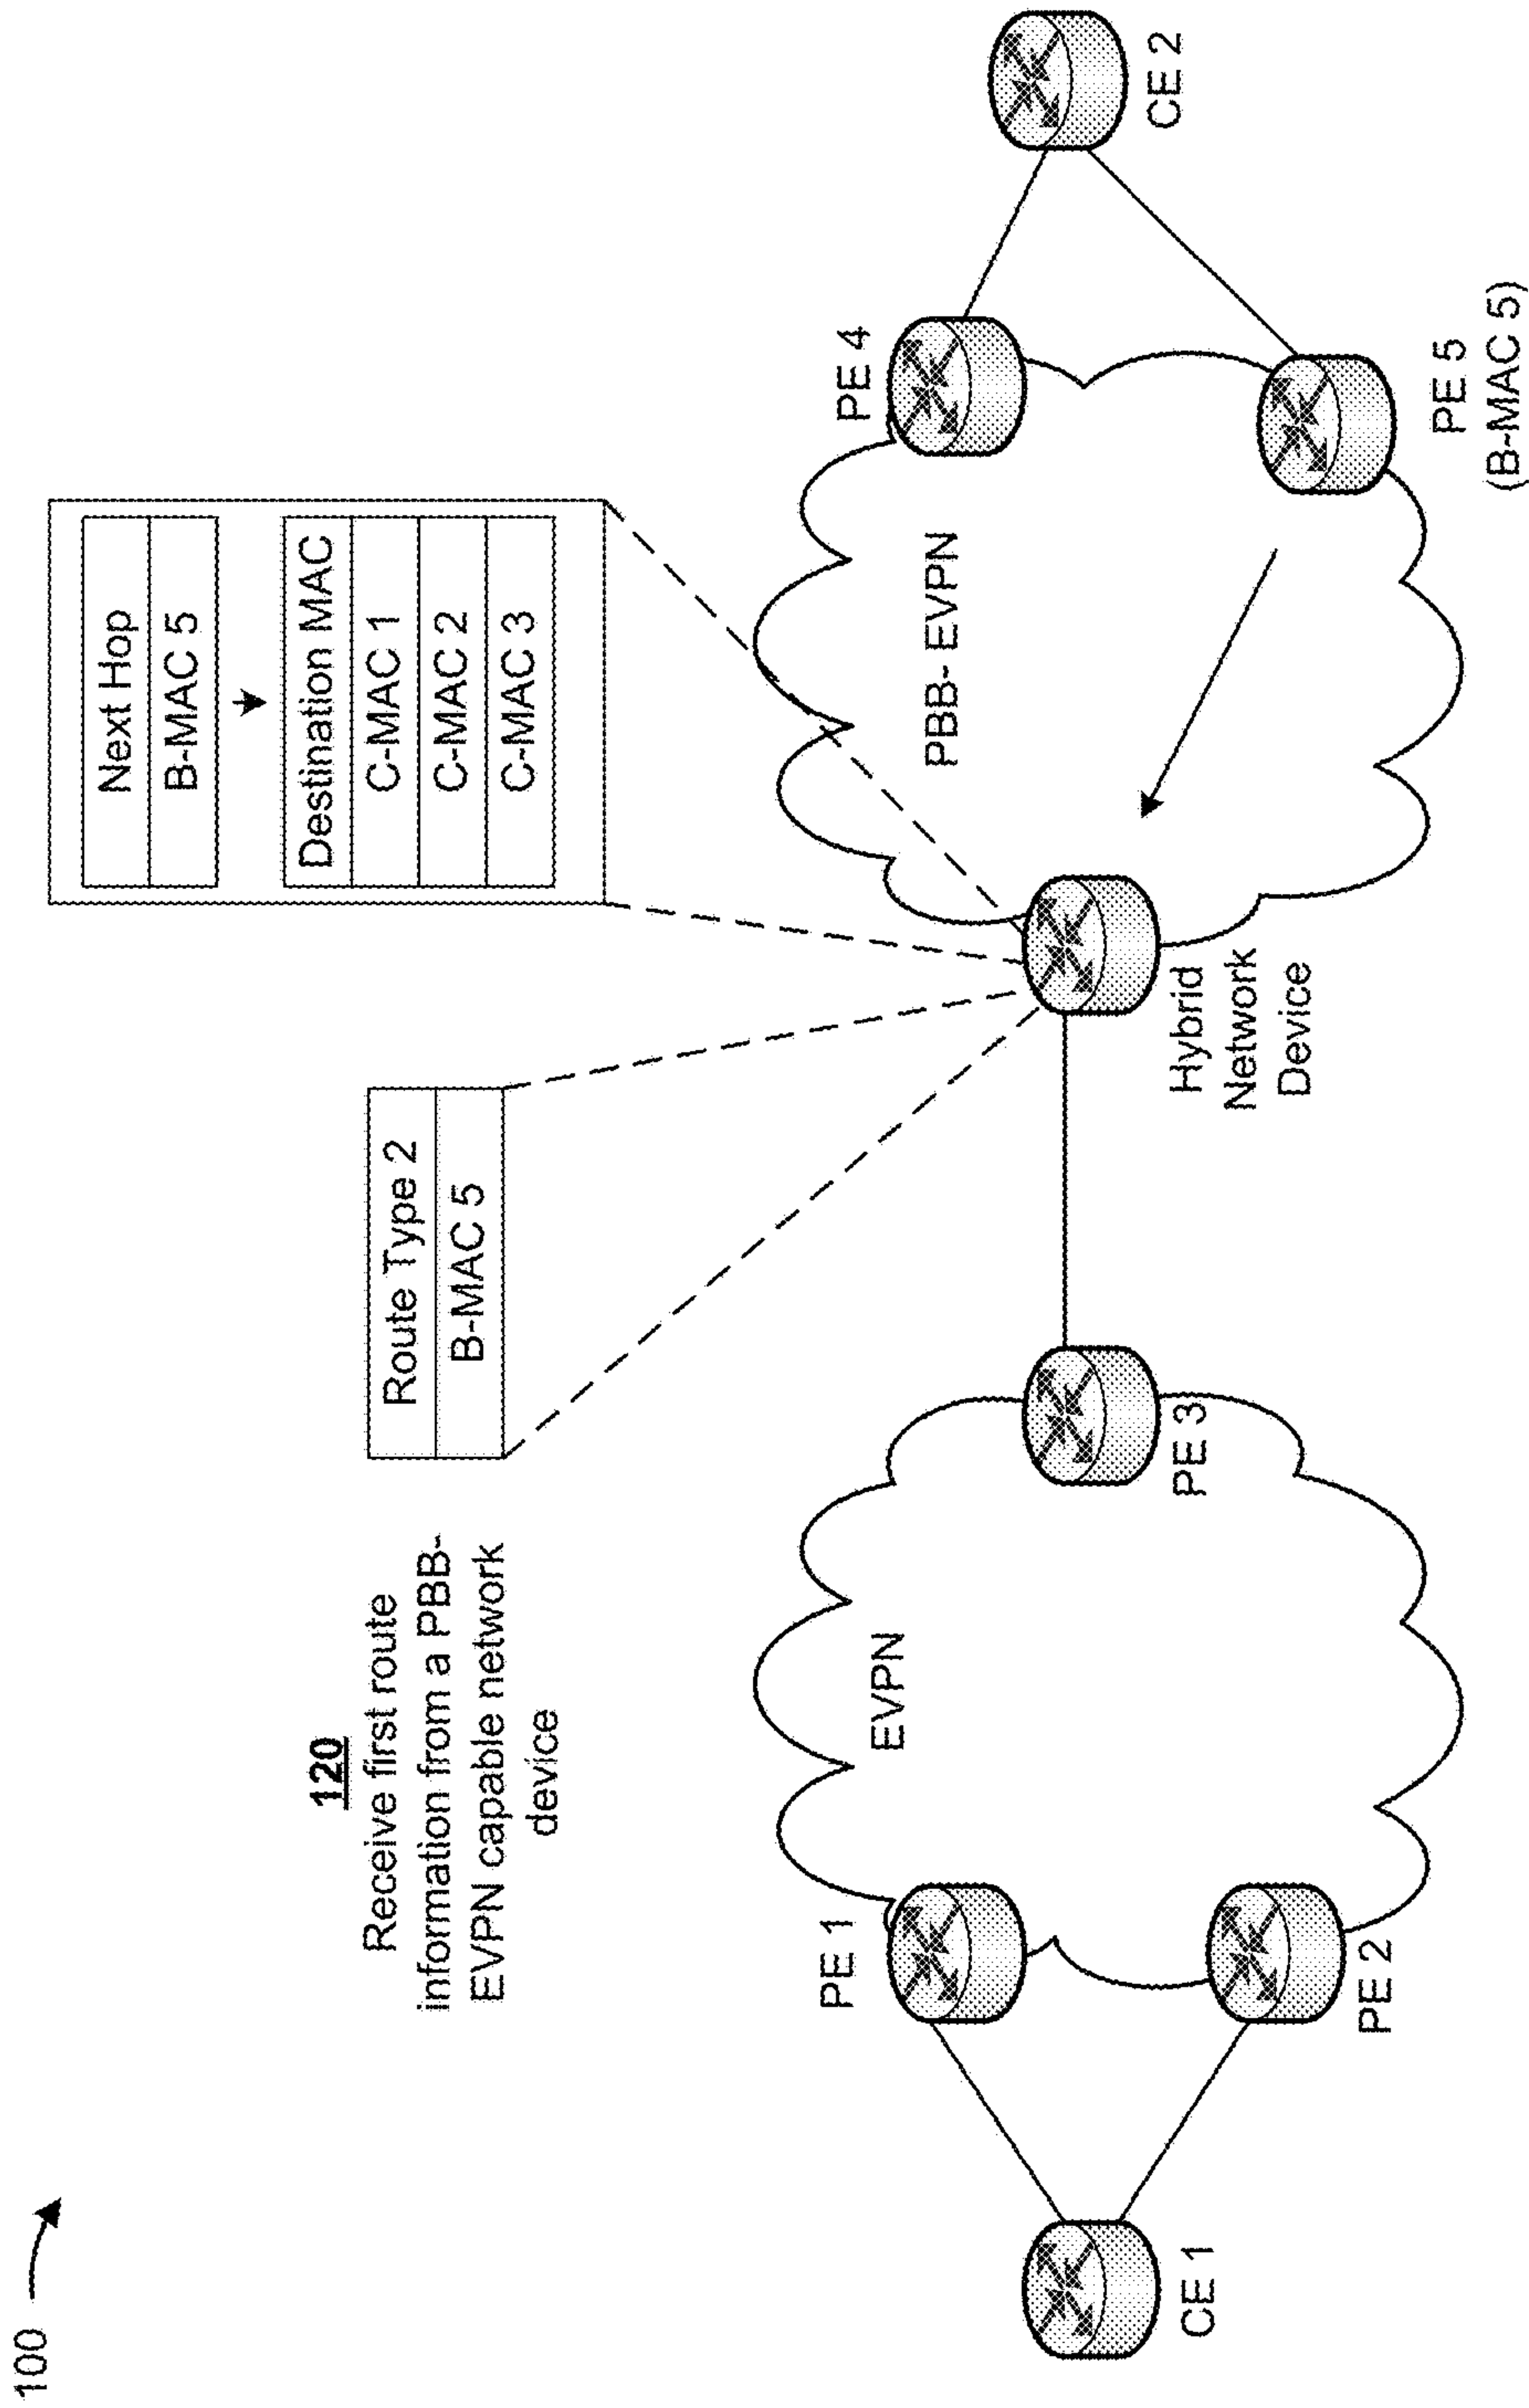 100
120
Receive first route
information from a PBB-
EVPN capable network
device
Route Type 2
B-MAC 5
Next Hop
B-MAC 5
Destination MAC
C-MAC 1
C-MAC 2
C-MAC 3
CE 1
PE 1
PE 2
EVPN
PE 3
Hybrid
Network
Device
PBB- EVPN
PE 4
PE 5
(B-MAC 5)
CE 2